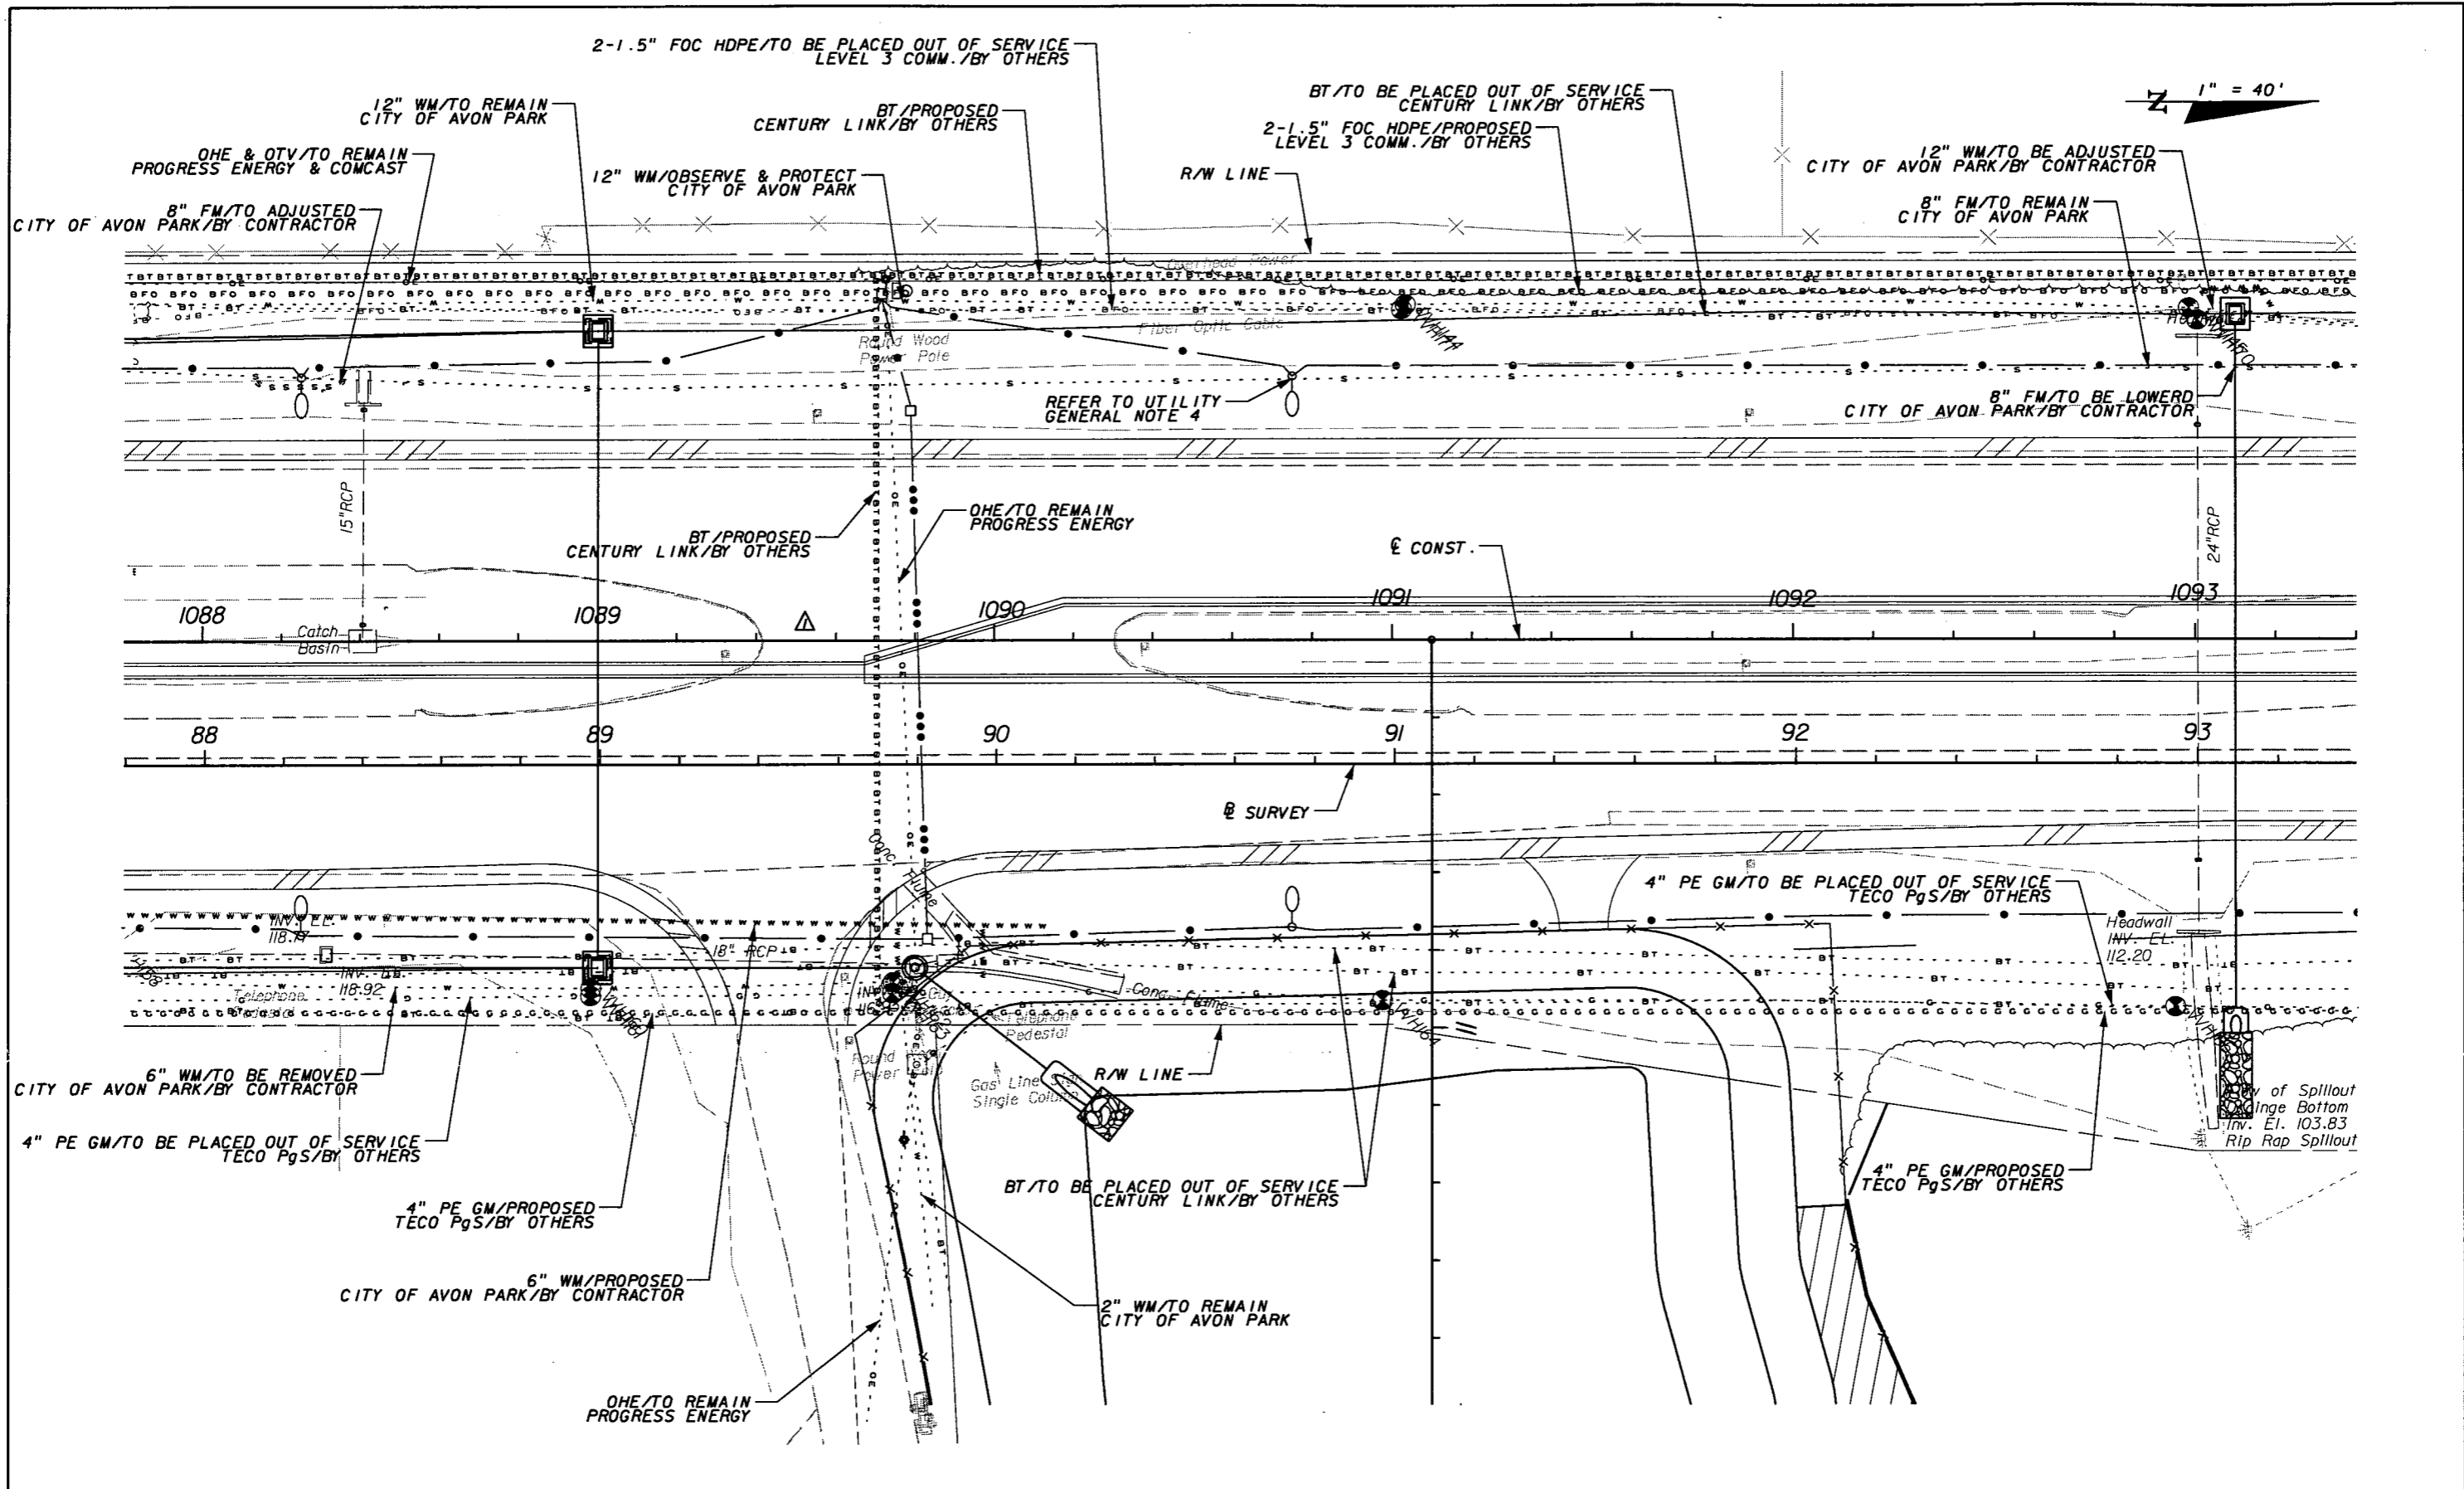 2-1.5" FOC HDPE/TO BE PLACED OUT OF SERVICE
LEVEL 3 COMM./BY OTHERS
12" WM/TO REMAIN
CITY OF AVON PARK
BT/PROPOSED
CENTURY LINK/BY OTHERS
BT/TO BE PLACED OUT OF SERVICE
CENTURY LINK/BY OTHERS
2-1.5" FOC HDPE/PROPOSED
LEVEL 3 COMM./BY OTHERS
N
1" = 40'
OHE & OTV/TO REMAIN
PROGRESS ENERGY & COMCAST
12" WM/OBSERVE & PROTECT
CITY OF AVON PARK
R/W LINE
12" WM/TO BE ADJUSTED
CITY OF AVON PARK/BY CONTRACTOR
8" FM/TO ADJUSTED
CITY OF AVON PARK/BY CONTRACTOR
8" FM/TO REMAIN
CITY OF AVON PARK
Overhead Power
Fiber Optic Cable
Round Wood
Power Pole
REFER TO UTILITY
GENERAL NOTE 4
8" FM/TO BE LOWERD
CITY OF AVON PARK/BY CONTRACTOR
15"RCP
24"RCP
OHE/TO REMAIN
PROGRESS ENERGY
BT/PROPOSED
CENTURY LINK/BY OTHERS
℄ CONST.
1088
1089
1090
1091
1092
1093
Catch
Basin
88
89
90
91
92
93
B SURVEY
Conc. Flume
4" PE GM/TO BE PLACED OUT OF SERVICE
TECO PgS/BY OTHERS
INV. EL.
118.77
18" RCP
INV. EL.
118.92
Telephone
Pedestal
Headwall
INV. EL.
112.20
Conc. Flume
Telephone
Pedestal
Round Wood
Power Pole
Gas Line Sign
Single Column
R/W LINE
6" WM/TO BE REMOVED
CITY OF AVON PARK/BY CONTRACTOR
4" PE GM/TO BE PLACED OUT OF SERVICE
TECO PgS/BY OTHERS
4" PE GM/PROPOSED
TECO PgS/BY OTHERS
6" WM/PROPOSED
CITY OF AVON PARK/BY CONTRACTOR
BT/TO BE PLACED OUT OF SERVICE
CENTURY LINK/BY OTHERS
4" PE GM/PROPOSED
TECO PgS/BY OTHERS
of Spillout
Bottom
Inv. El. 103.83
Rip Rap Spillout
2" WM/TO REMAIN
CITY OF AVON PARK
OHE/TO REMAIN
PROGRESS ENERGY